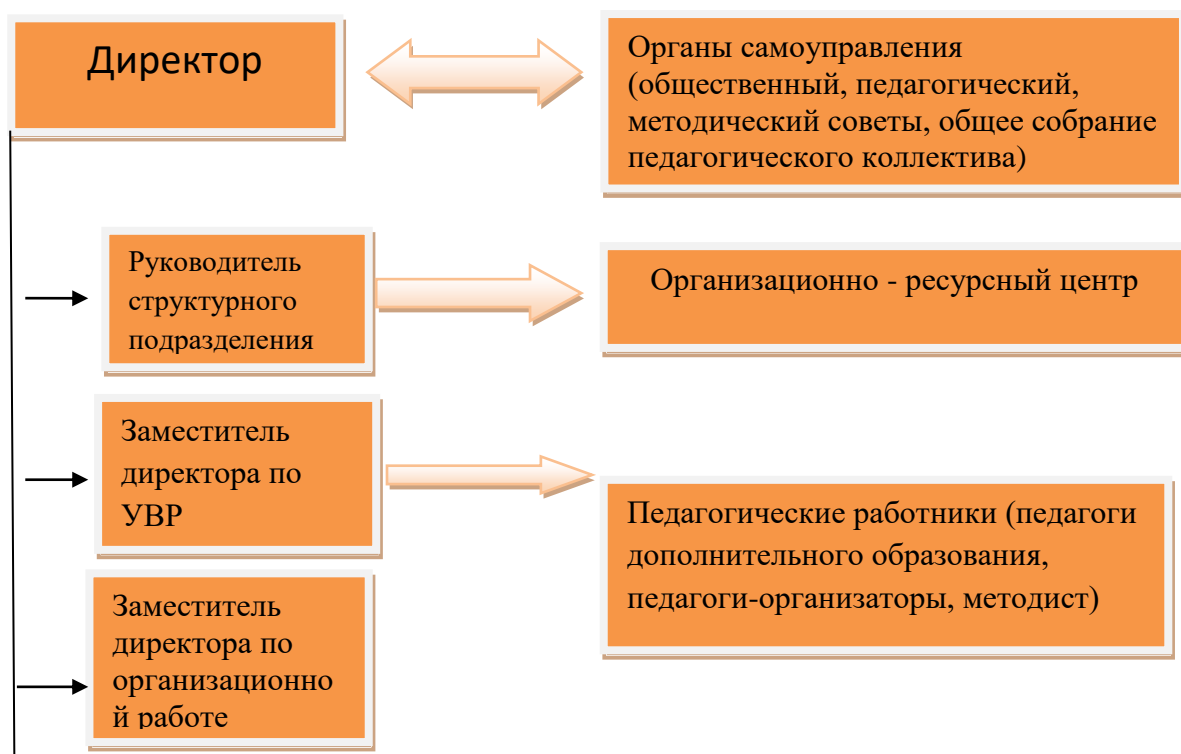 Директор
Органы самоуправления
(общественный, педагогический,
методический советы, общее собрание
педагогического коллектива)
Руководитель
структурного
подразделения
Организационно - ресурсный центр
Заместитель
директора по
УВР
Педагогические работники (педагоги
дополнительного образования,
педагоги-организаторы, методист)
Заместитель
директора по
организационно
й работе